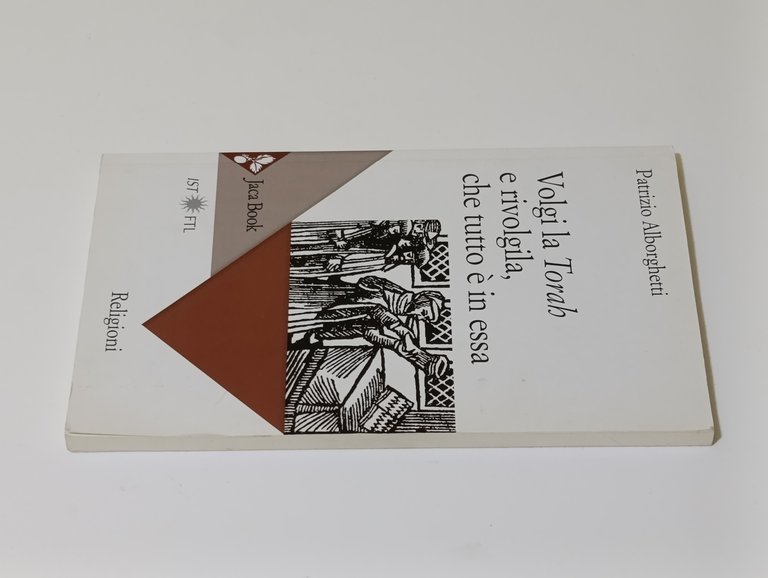 Patrizio Alborghetti
Volgi la Torah
e rivolgila,
che tutto è in essa
Jaca Book
IST FTL
Religioni